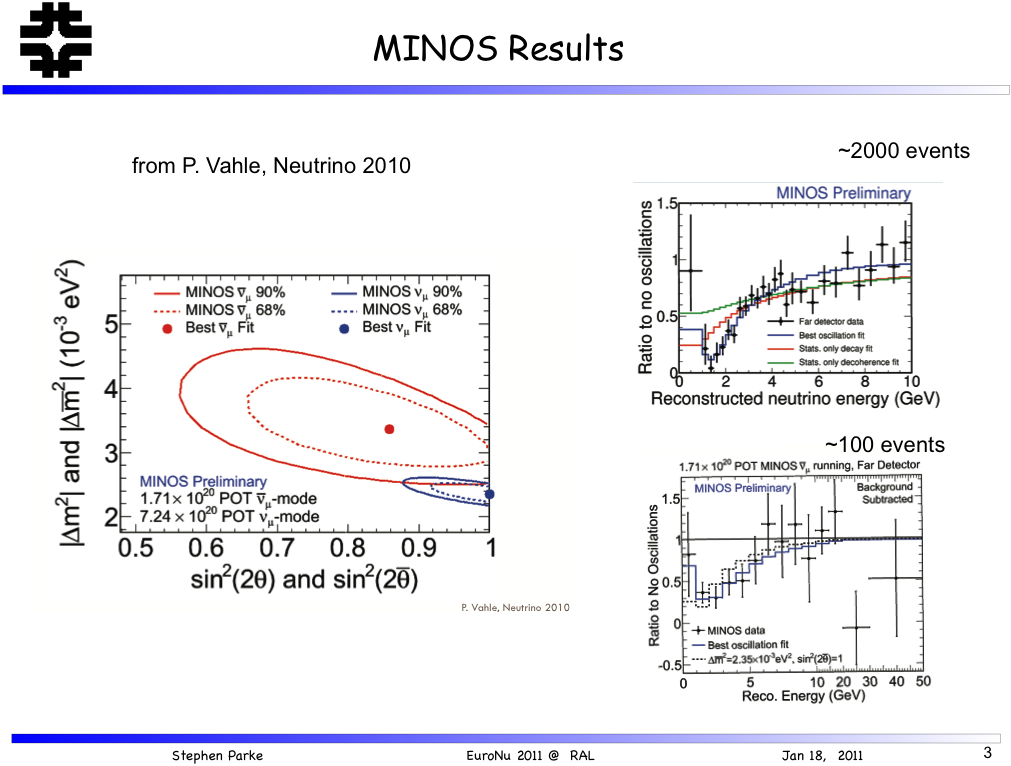 MINOS Results
from P. Vahle, Neutrino 2010
~2000 events
|Δm²| and |Δm̅²| (10⁻³ eV²)
MINOS ν̅μ 90%
MINOS ν̅μ 68%
Best ν̅μ Fit
MINOS νμ 90%
MINOS νμ 68%
Best νμ Fit
5
4
3
2
MINOS Preliminary
1.71× 10²⁰ POT ν̅μ-mode
7.24 × 10²⁰ POT νμ-mode
0.5 0.6 0.7 0.8 0.9 1
sin²(2θ) and sin²(2θ̅)
P. Vahle, Neutrino 2010
MINOS Preliminary
Ratio to no oscillations
1.5
1
0.5
0
Far detector data
Best oscillation fit
Stats. only decay fit
Stats. only decoherence fit
0 2 4 6 8 10
Reconstructed neutrino energy (GeV)
~100 events
1.71× 10²⁰ POT MINOS ν̅μ running, Far Detector
MINOS Preliminary
Background
Subtracted
Ratio to No Oscillations
1.5
1
0.5
0
-0.5
MINOS data
Best oscillation fit
Δm̅²=2.35×10⁻³eV², sin²(2θ̅)=1
0 5 10 20 30 40 50
Reco. Energy (GeV)
Stephen Parke EuroNu 2011 @ RAL Jan 18, 2011 3